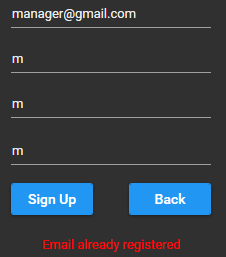 manager@gmail.com
m
m
m
Sign Up Back
Email already registered